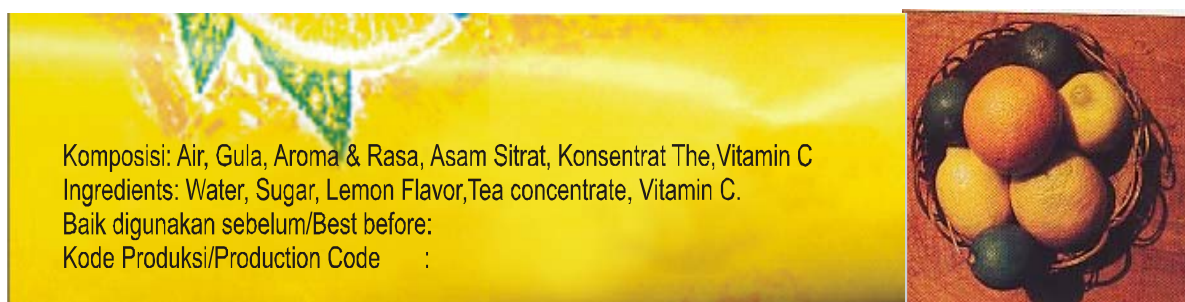 Komposisi: Air, Gula, Aroma & Rasa, Asam Sitrat, Konsentrat The,Vitamin C
Ingredients: Water, Sugar, Lemon Flavor,Tea concentrate, Vitamin C.
Baik digunakan sebelum/Best before:
Kode Produksi/Production Code :